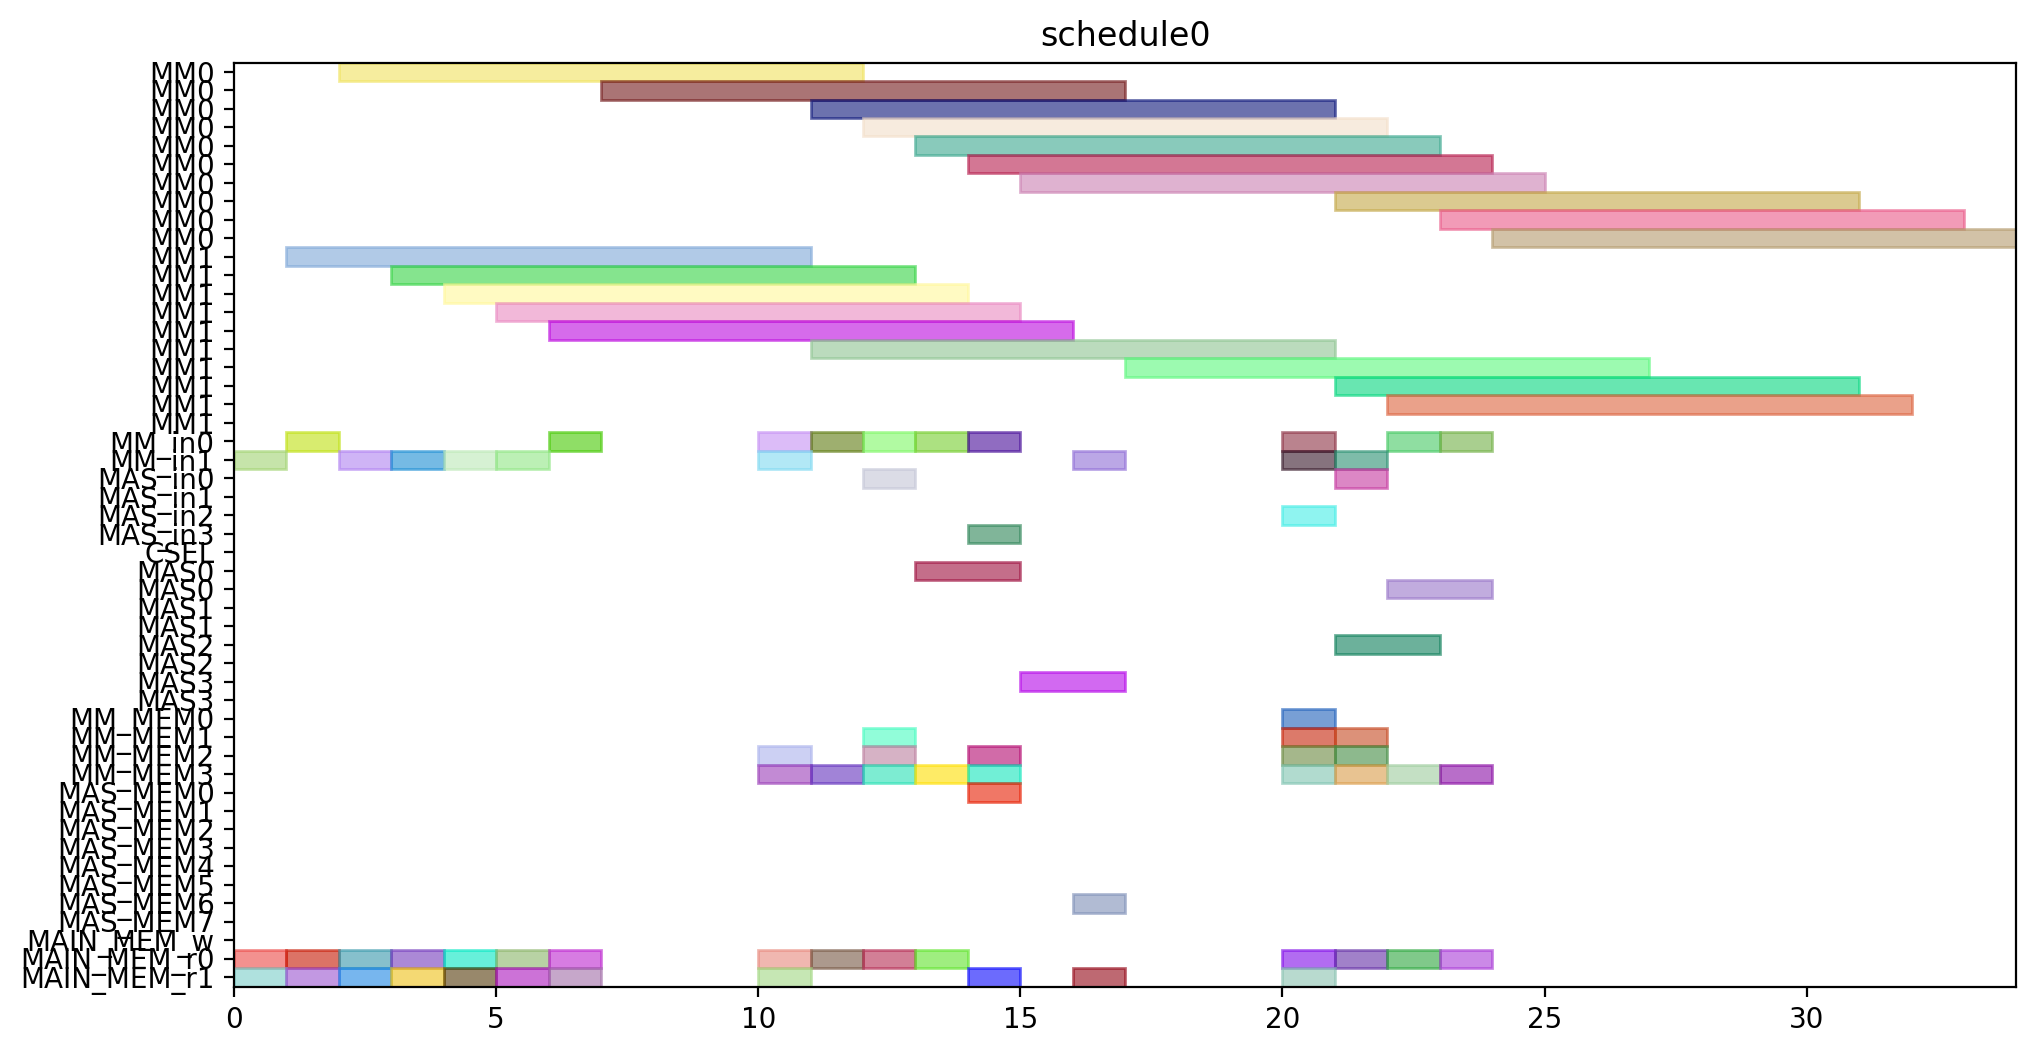 schedule0
MM0
MM0
MM0
MM0
MM0
MM0
MM0
MM0
MM0
MM0
MM1
MM1
MM1
MM1
MM1
MM1
MM1
MM1
MM1
MM1
MM_in0
MM_in1
MAS_in0
MAS_in1
MAS_in2
MAS_in3
CSEL
MAS0
MAS0
MAS1
MAS1
MAS2
MAS2
MAS3
MAS3
MM_MEM0
MM_MEM1
MM_MEM2
MM_MEM3
MAS_MEM0
MAS_MEM1
MAS_MEM2
MAS_MEM3
MAS_MEM4
MAS_MEM5
MAS_MEM6
MAS_MEM7
MAIN_MEM_w
MAIN_MEM_r0
MAIN_MEM_r1
0 5 10 15 20 25 30